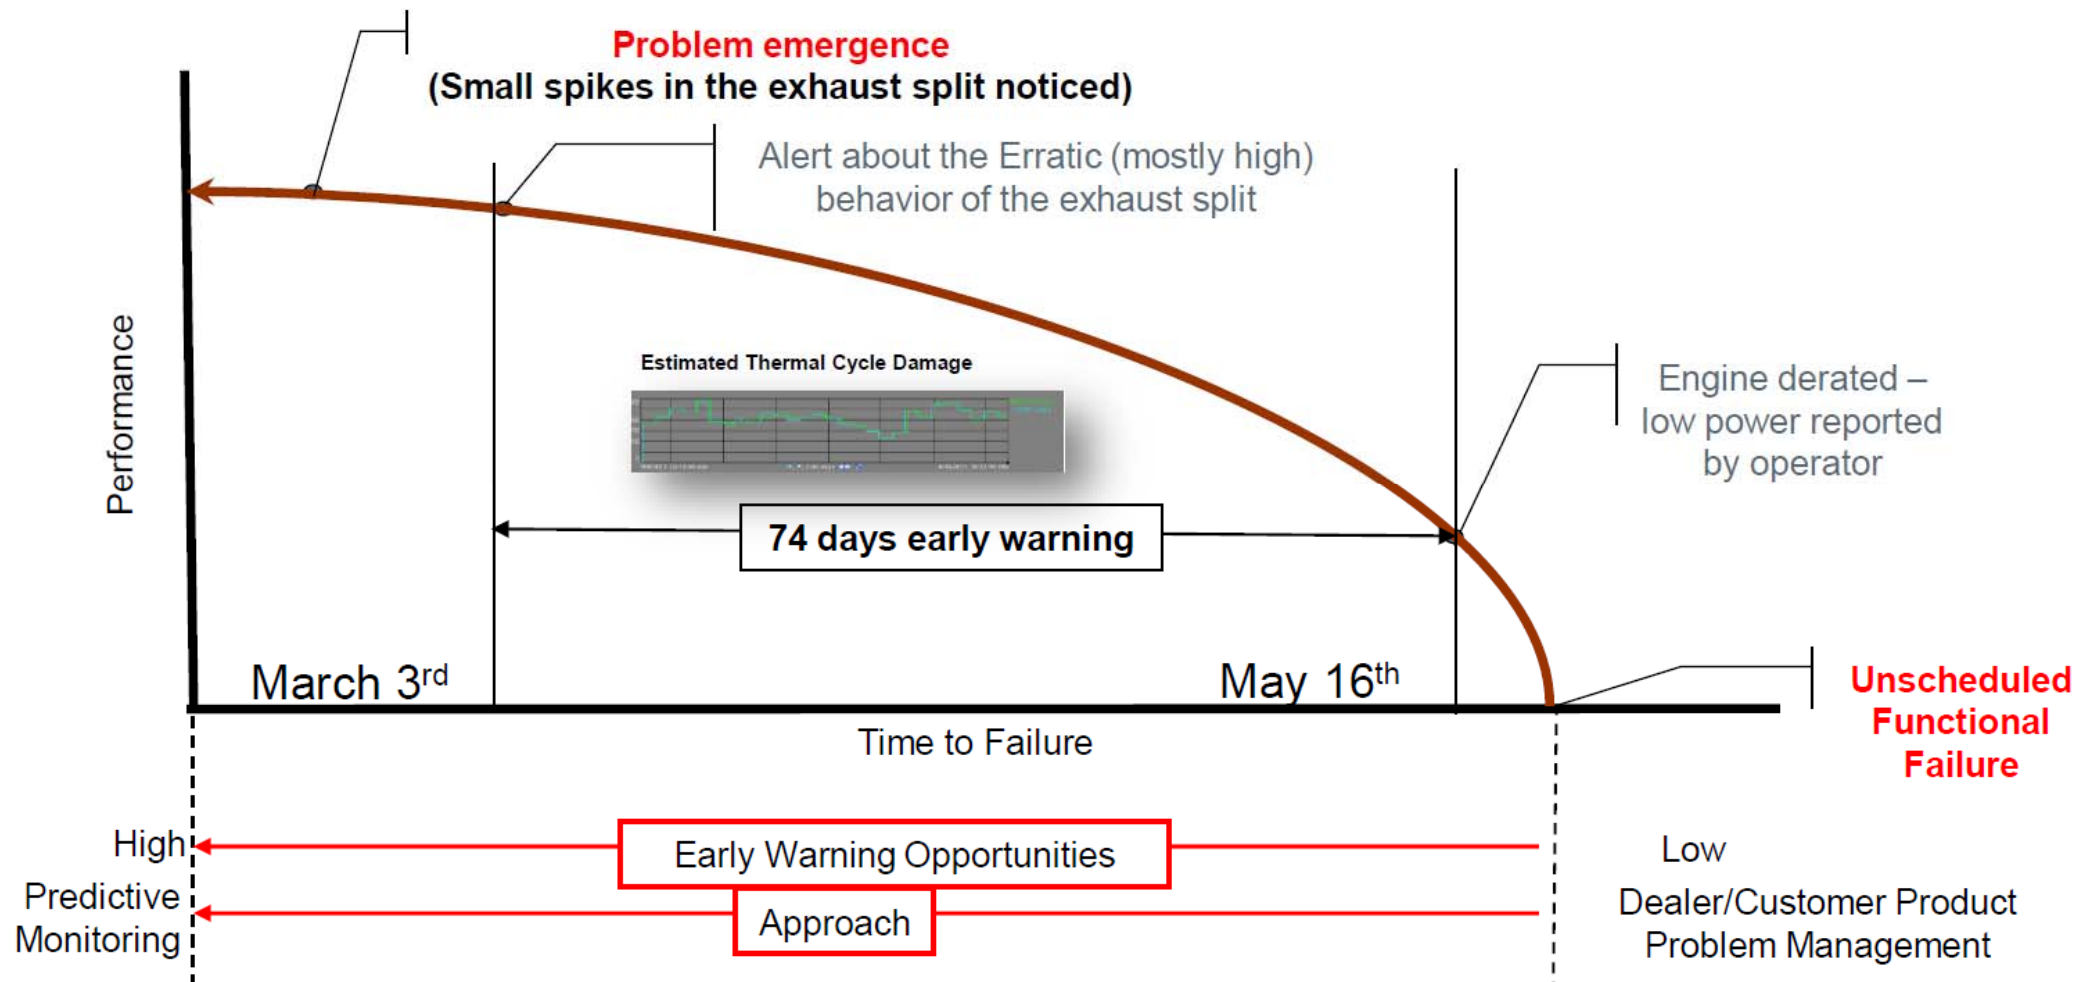 Problem emergence
(Small spikes in the exhaust split noticed)
Alert about the Erratic (mostly high)
behavior of the exhaust split
Performance
Estimated Thermal Cycle Damage
Engine derated –
low power reported
by operator
74 days early warning
March 3rd
May 16th
Unscheduled
Functional
Failure
Time to Failure
High
Early Warning Opportunities
Low
Predictive
Monitoring
Approach
Dealer/Customer Product
Problem Management